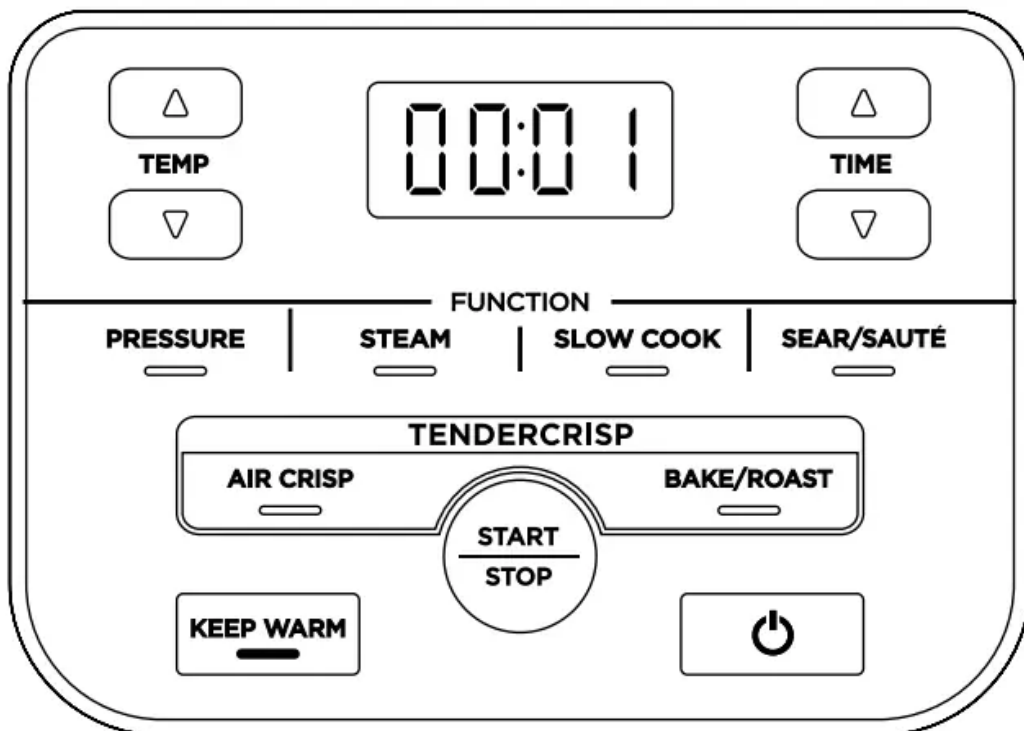 00:01
TEMP
TIME
FUNCTION
PRESSURE
STEAM
SLOW COOK
SEAR/SAUTÉ
TENDERCRISP
AIR CRISP
BAKE/ROAST
START
STOP
KEEP WARM